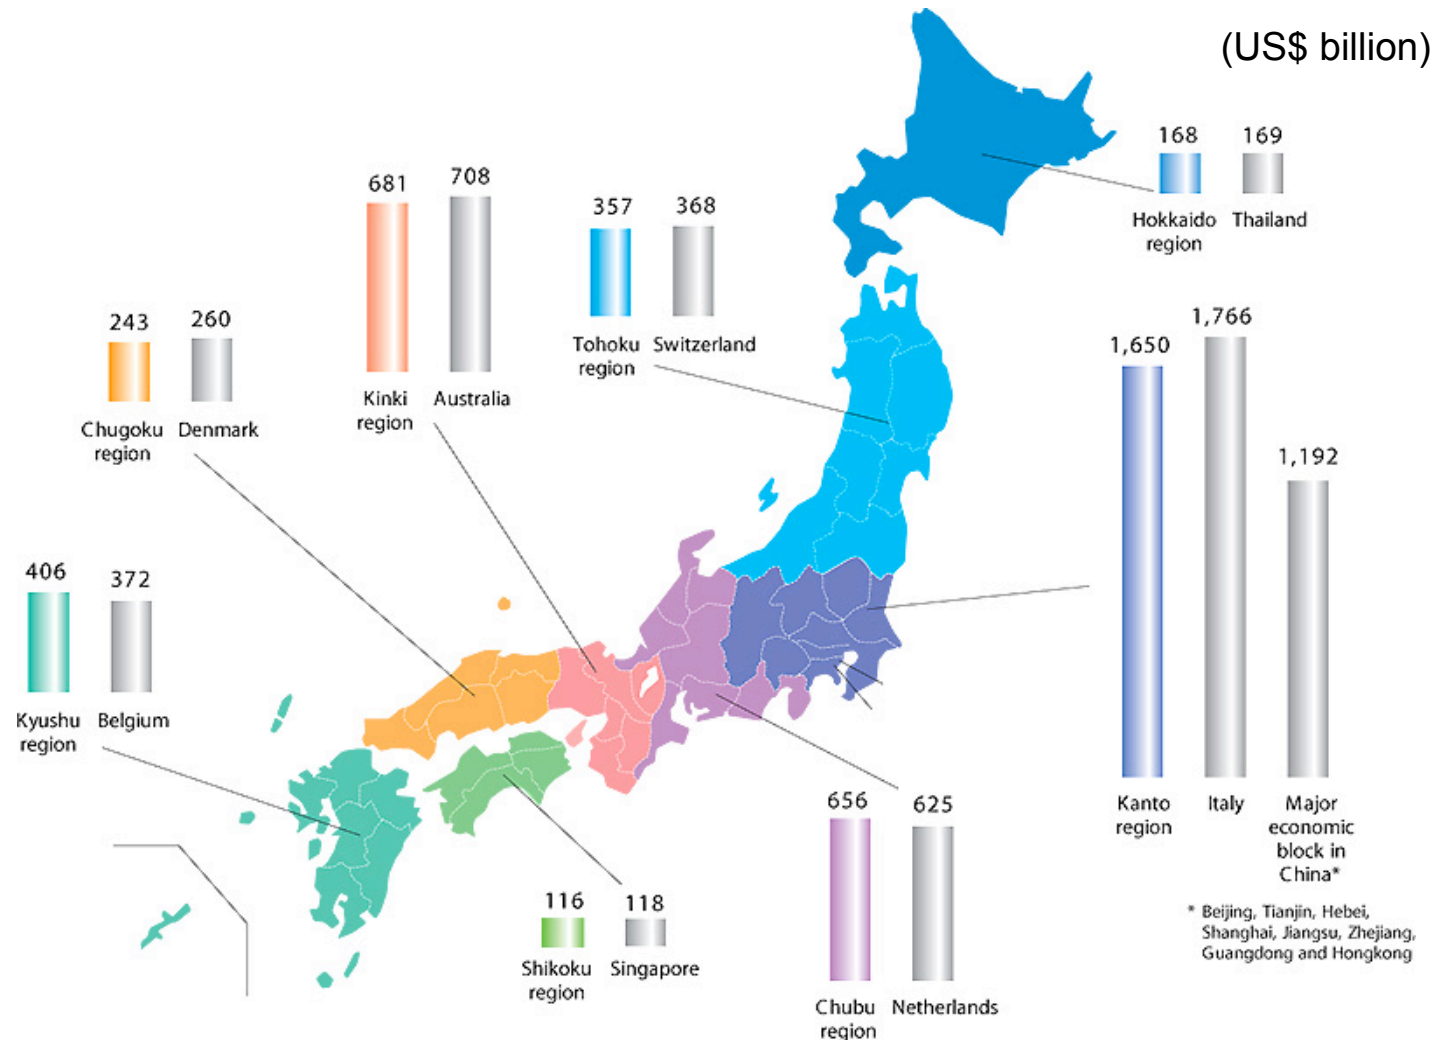 (US$ billion)
168
169
Hokkaido
region
Thailand
681
708
Kinki
region
Australia
357
368
Tohoku
region
Switzerland
243
260
Chugoku
region
Denmark
1,650
1,766
1,192
Kanto
region
Italy
Major
economic
block in
China*
* Beijing, Tianjin, Hebei,
Shanghai, Jiangsu, Zhejiang,
Guangdong and Hongkong
406
372
Kyushu
region
Belgium
656
625
Chubu
region
Netherlands
116
118
Shikoku
region
Singapore